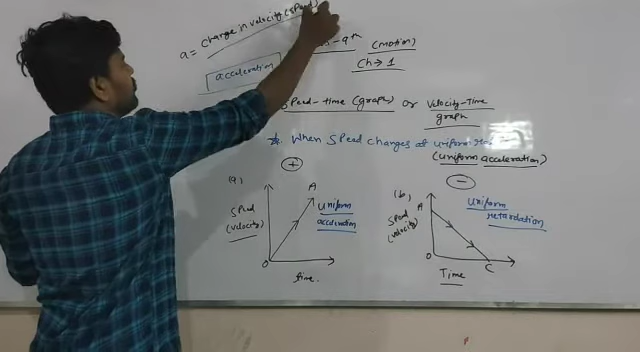 a = Change in velocity (speed)
acceleration
9th (motion)
Ch → 1
Speed-time (graph) or Velocity-Time graph
When Speed changes at uniform
(uniform acceleration)
+
−
(a)
A
Speed
(velocity)
uniform
acceleration
O
time.
(b)
A
Speed
(velocity)
uniform
retardation
O
C
Time